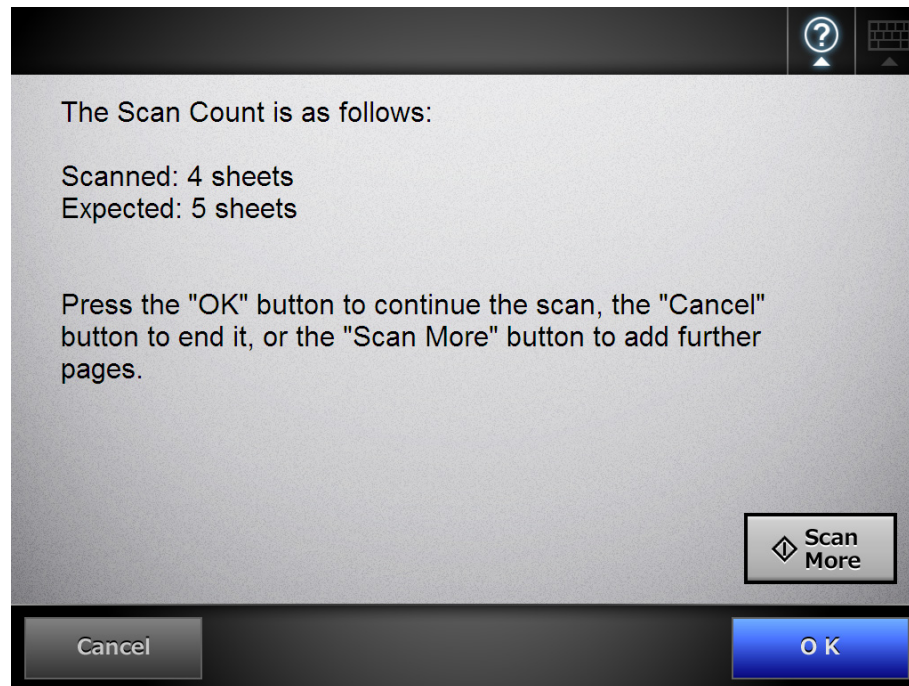 The Scan Count is as follows:
Scanned: 4 sheets
Expected: 5 sheets
Press the "OK" button to continue the scan, the "Cancel"
button to end it, or the "Scan More" button to add further
pages.
Scan
More
Cancel
O K